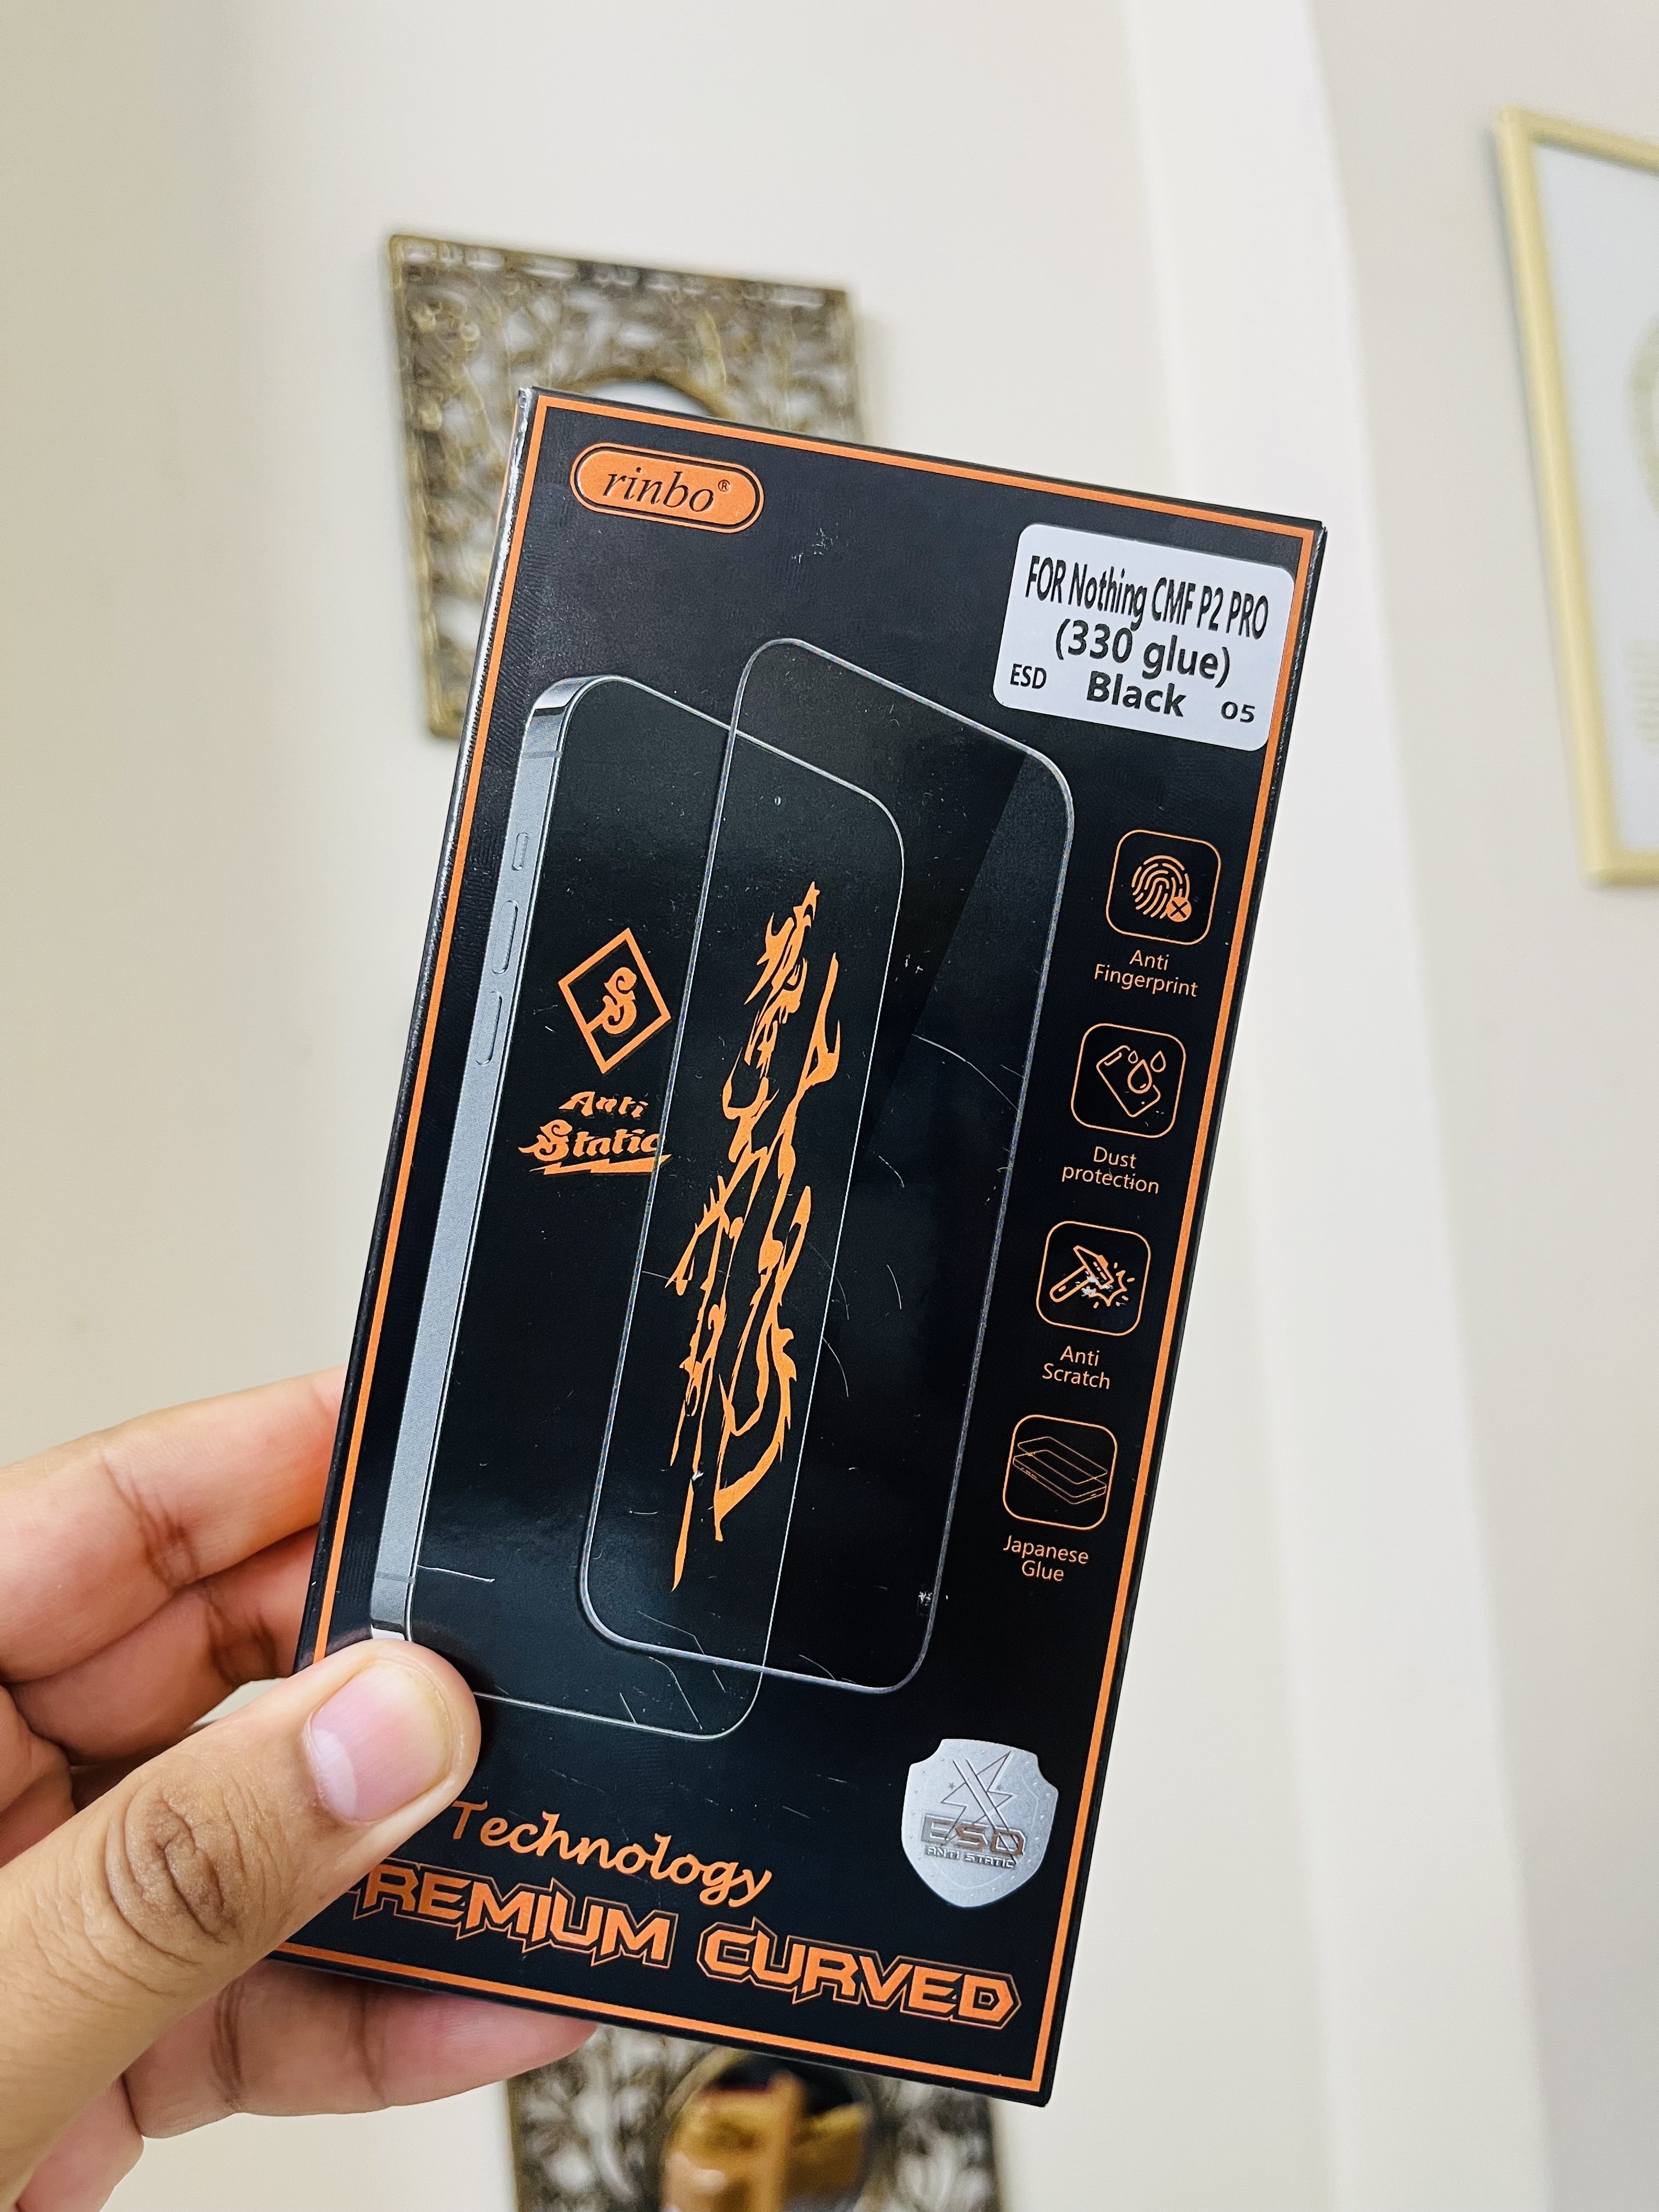 rinbo®
FOR Nothing CMF P2 PRO
(330 glue)
ESD Black 05
Anti
Fingerprint
Dust
protection
Anti
Scratch
Japanese
Glue
Anti
Static
ESD
ANTI STATIC
Technology
PREMIUM CURVED